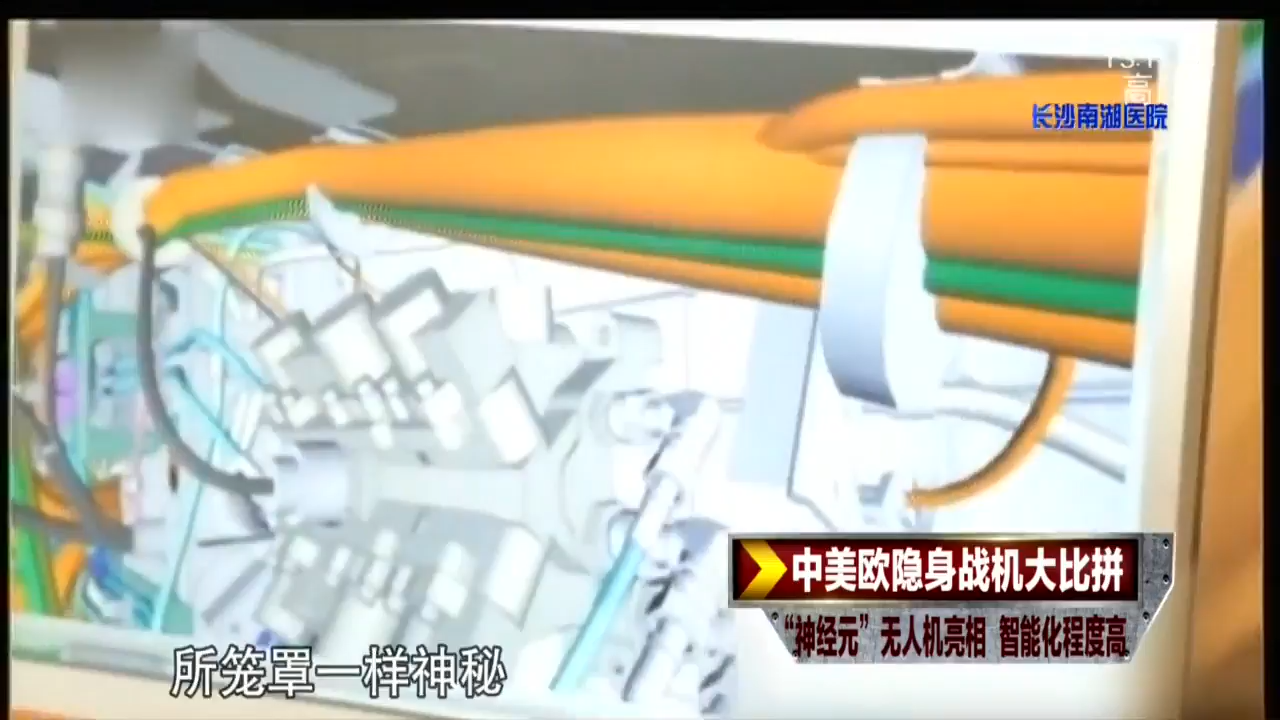 高
长沙南湖医院
中美欧隐身战机大比拼
“神经元”无人机亮相 智能化程度高
所笼罩一样神秘